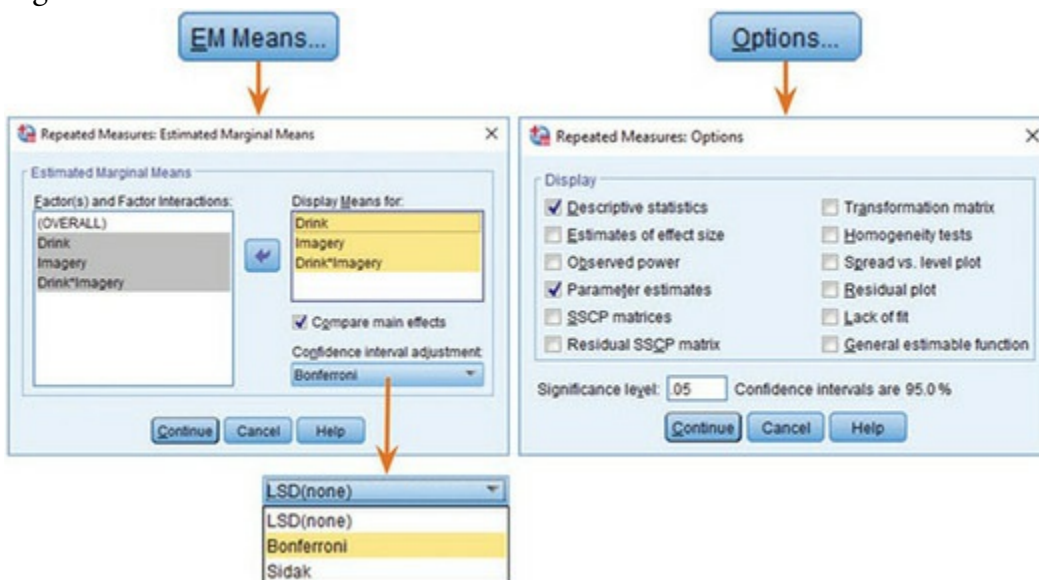 EM Means...
Options...
Repeated Measures: Estimated Marginal Means
Estimated Marginal Means
Factor(s) and Factor Interactions:
(OVERALL)
Drink
Imagery
Drink*Imagery
Display Means for:
Drink
Imagery
Drink*Imagery
Compare main effects
Confidence interval adjustment:
Bonferroni
Continue Cancel Help
LSD(none)
LSD(none)
Bonferroni
Sidak
Repeated Measures: Options
Display
Descriptive statistics
Estimates of effect size
Observed power
Parameter estimates
SSCP matrices
Residual SSCP matrix
Transformation matrix
Homogeneity tests
Spread vs. level plot
Residual plot
Lack of fit
General estimable function
Significance level: .05 Confidence intervals are 95.0 %
Continue Cancel Help